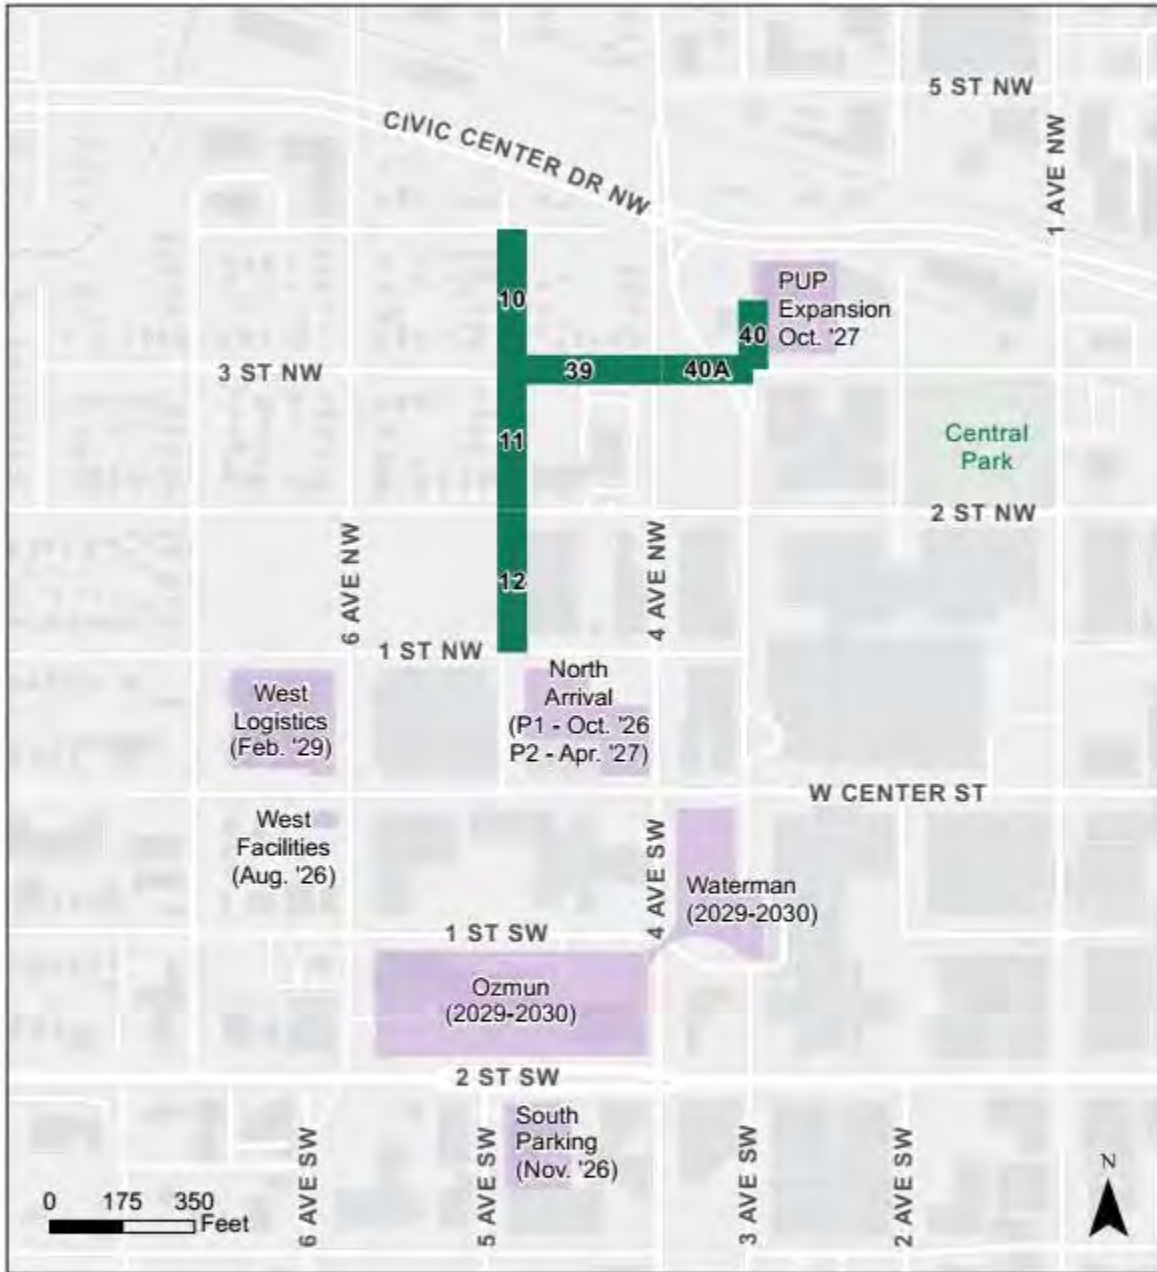 5 ST NW
CIVIC CENTER DR NW
1 AVE NW
PUP
Expansion
Oct. '27
10
40
3 ST NW
39
40A
11
Central
Park
2 ST NW
6 AVE NW
4 AVE NW
12
1 ST NW
North
Arrival
(P1 - Oct. '26
P2 - Apr. '27)
West
Logistics
(Feb. '29)
W CENTER ST
West
Facilities
(Aug. '26)
4 AVE SW
Waterman
(2029-2030)
1 ST SW
Ozmun
(2029-2030)
2 ST SW
South
Parking
(Nov. '26)
6 AVE SW
5 AVE SW
3 AVE SW
2 AVE SW
N
0 175 350
Feet